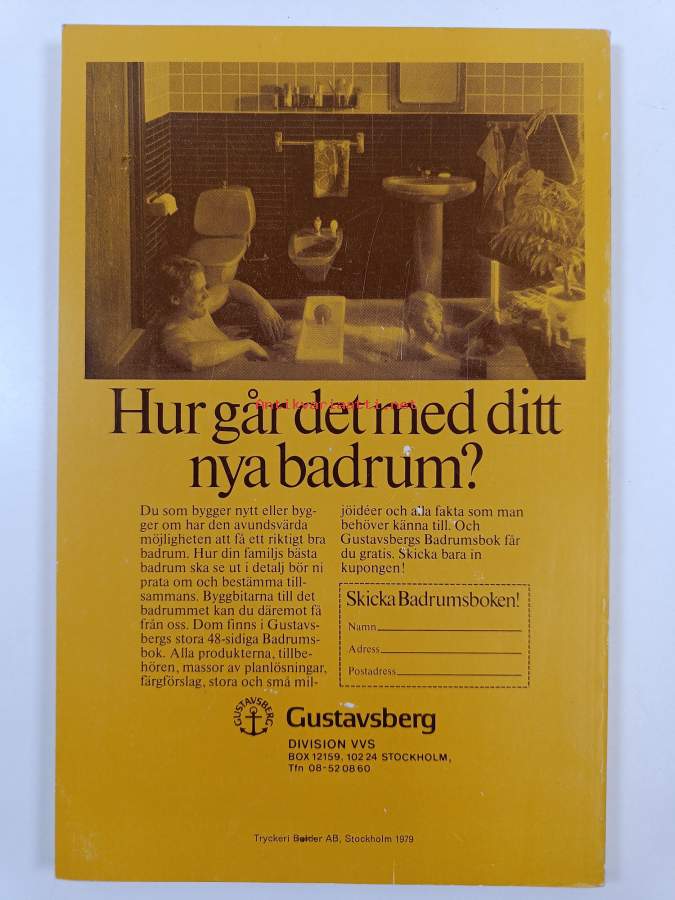 Antikvariaatti.net
Hur går det med ditt
nya badrum?
Du som bygger nytt eller byg-
ger om har den avundsvärda
möjligheten att få ett riktigt bra
badrum. Hur din familjs bästa
badrum ska se ut i detalj bör ni
prata om och bestämma till-
sammans. Byggbitarna till det
badrummet kan du däremot få
från oss. Dom finns i Gustavs-
bergs stora 48-sidiga Badrums-
bok. Alla produkterna, tillbe-
hören, massor av planlösningar,
färgförslag, stora och små mil-
jöidéer och alla fakta som man
behöver känna till. Och
Gustavsbergs Badrumsbok får
du gratis. Skicka bara in
kupongen!
Skicka Badrumsboken!
Namn
Adress
Postadress
GUSTAVSBERG
Gustavsberg
DIVISION VVS
BOX 12159, 102 24 STOCKHOLM,
Tfn 08-52 08 60
Tryckeri Balder AB, Stockholm 1979